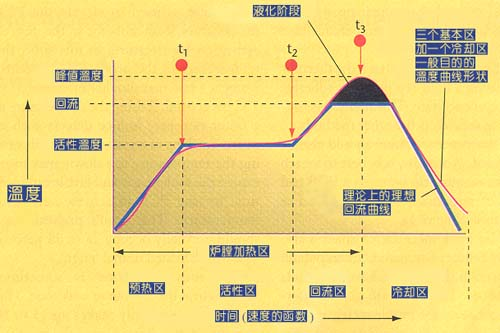 液化阶段
t1
t2
t3
三个基本区
加一个冷却区
一般目的的
温度曲线形状
峰值温度
回流
活性温度
温度
理论上的理想
回流曲线
炉膛加热区
预热区
活性区
回流区
冷却区
时间(速度的函数)